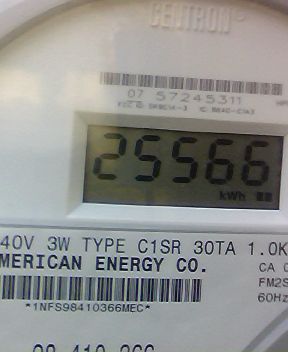 CENTRON®
07 57245311
25566
kWh
40V 3W TYPE C1SR 30TA 1.0K
MERICAN ENERGY CO.
CA 0
FM2S
60Hz
*1NFS98410366MEC*